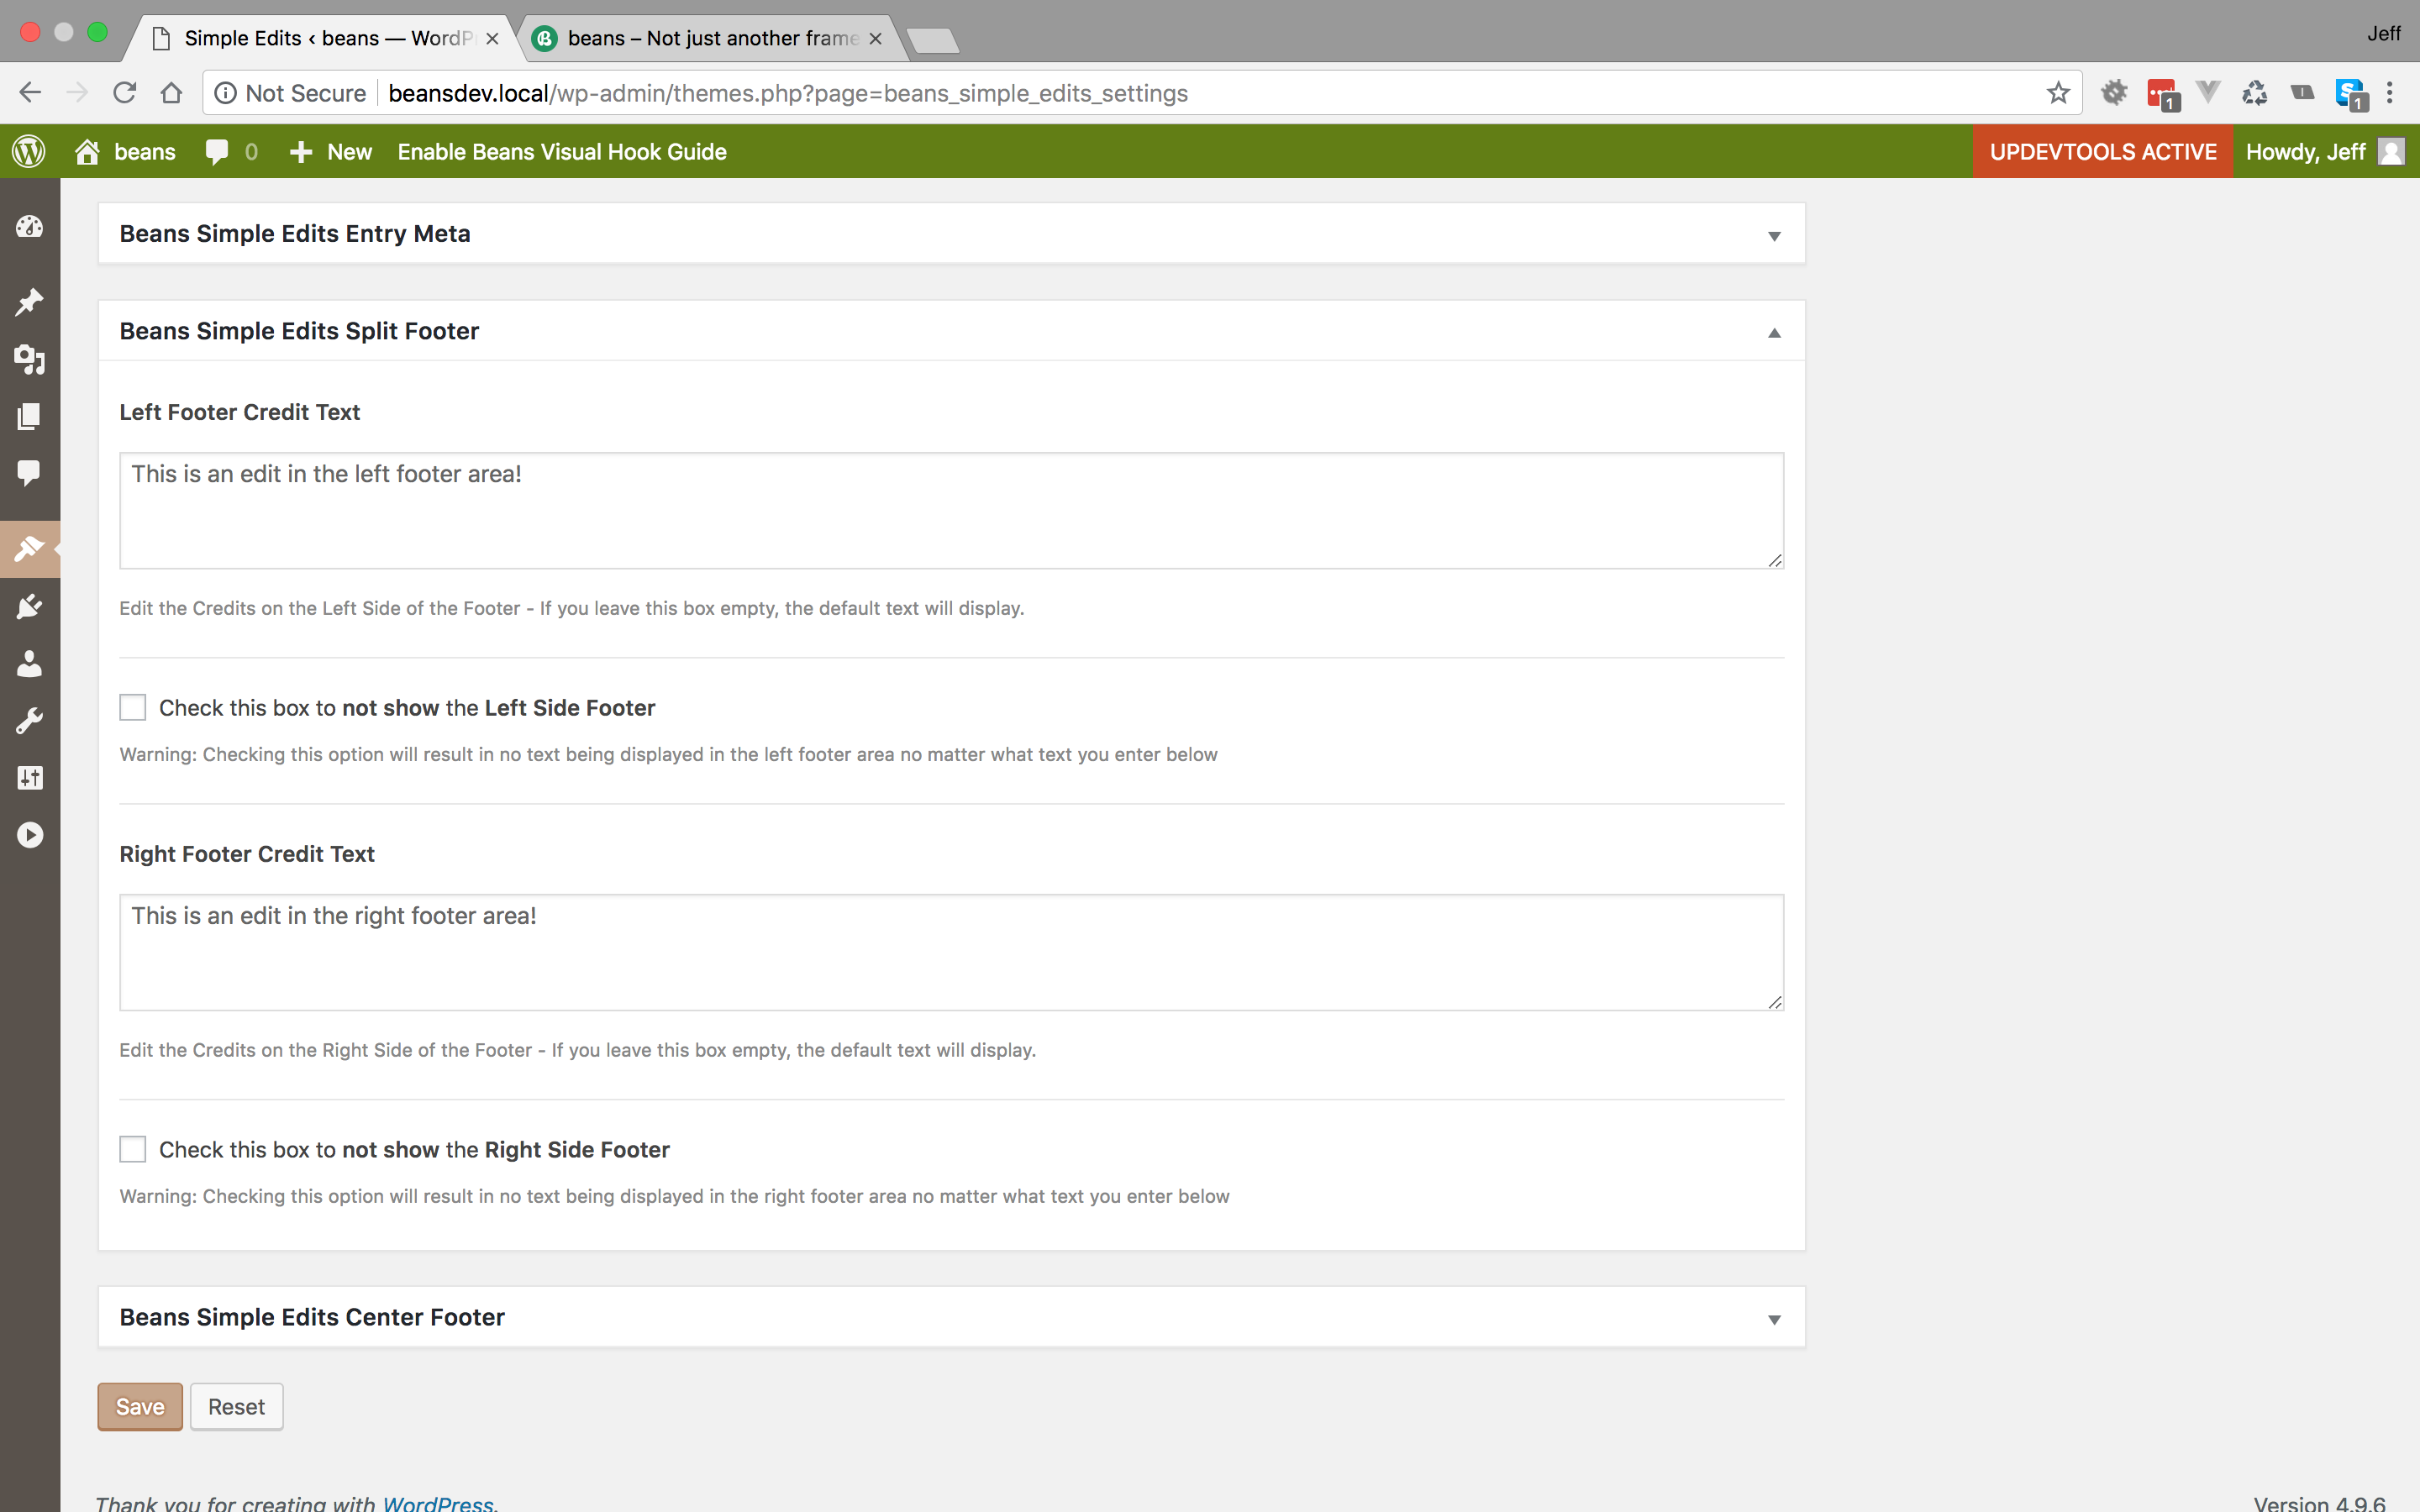 Simple Edits ‹ beans — WordP
beans – Not just another frame
Jeff
Not Secure
beansdev.local/wp-admin/themes.php?page=beans_simple_edits_settings
1
1
beans
0
New
Enable Beans Visual Hook Guide
UPDEVTOOLS ACTIVE
Howdy, Jeff
Beans Simple Edits Entry Meta
Beans Simple Edits Split Footer
Left Footer Credit Text
This is an edit in the left footer area!
Edit the Credits on the Left Side of the Footer - If you leave this box empty, the default text will display.
Check this box to not show the Left Side Footer
Warning: Checking this option will result in no text being displayed in the left footer area no matter what text you enter below
Right Footer Credit Text
This is an edit in the right footer area!
Edit the Credits on the Right Side of the Footer - If you leave this box empty, the default text will display.
Check this box to not show the Right Side Footer
Warning: Checking this option will result in no text being displayed in the right footer area no matter what text you enter below
Beans Simple Edits Center Footer
Save
Reset
Thank you for creating with WordPress.
Version 4.9.6